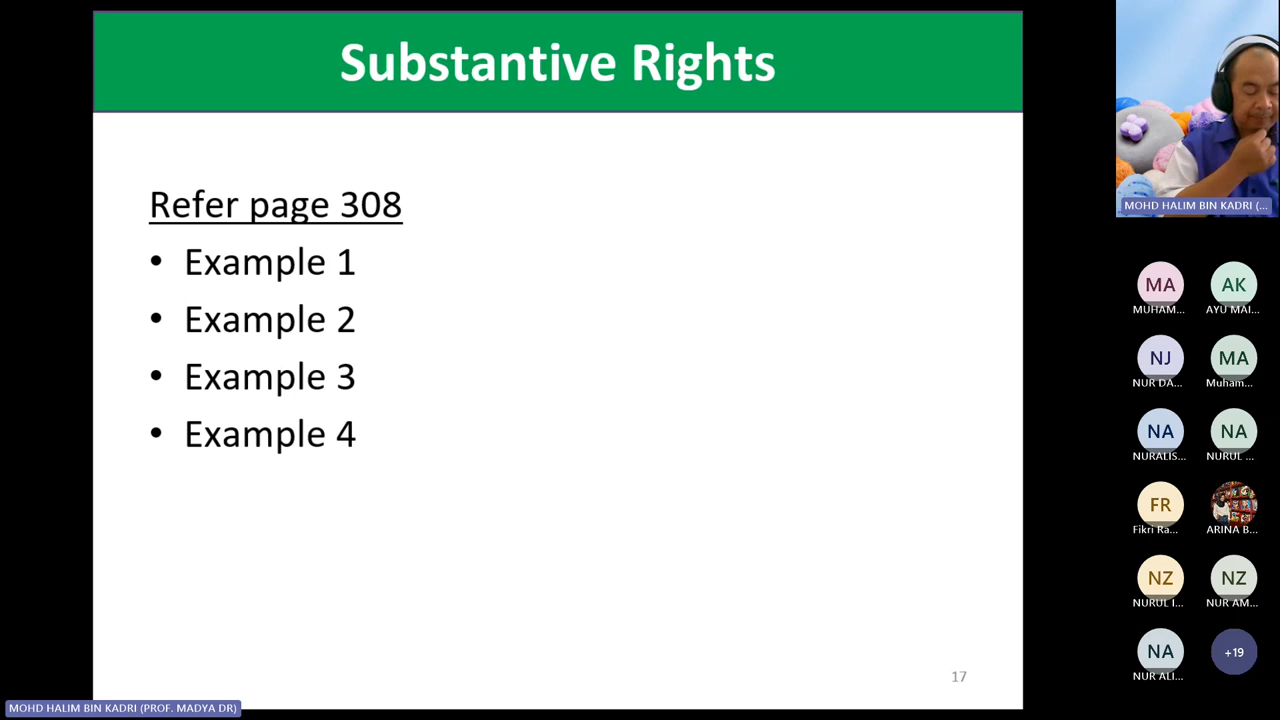 Substantive Rights
Refer page 308
• Example 1
• Example 2
• Example 3
• Example 4
17
MOHD HALIM BIN KADRI (PROF. MADYA DR)
MOHD HALIM BIN KADRI (...
MA
MUHAM...
AK
AYU MAI...
NJ
NUR DA...
MA
Muham...
NA
NURALIS...
NA
NURUL ...
FR
Fikri Ra...
ARINA B...
NZ
NURUL I...
NZ
NUR AM...
NA
NUR ALI...
+19